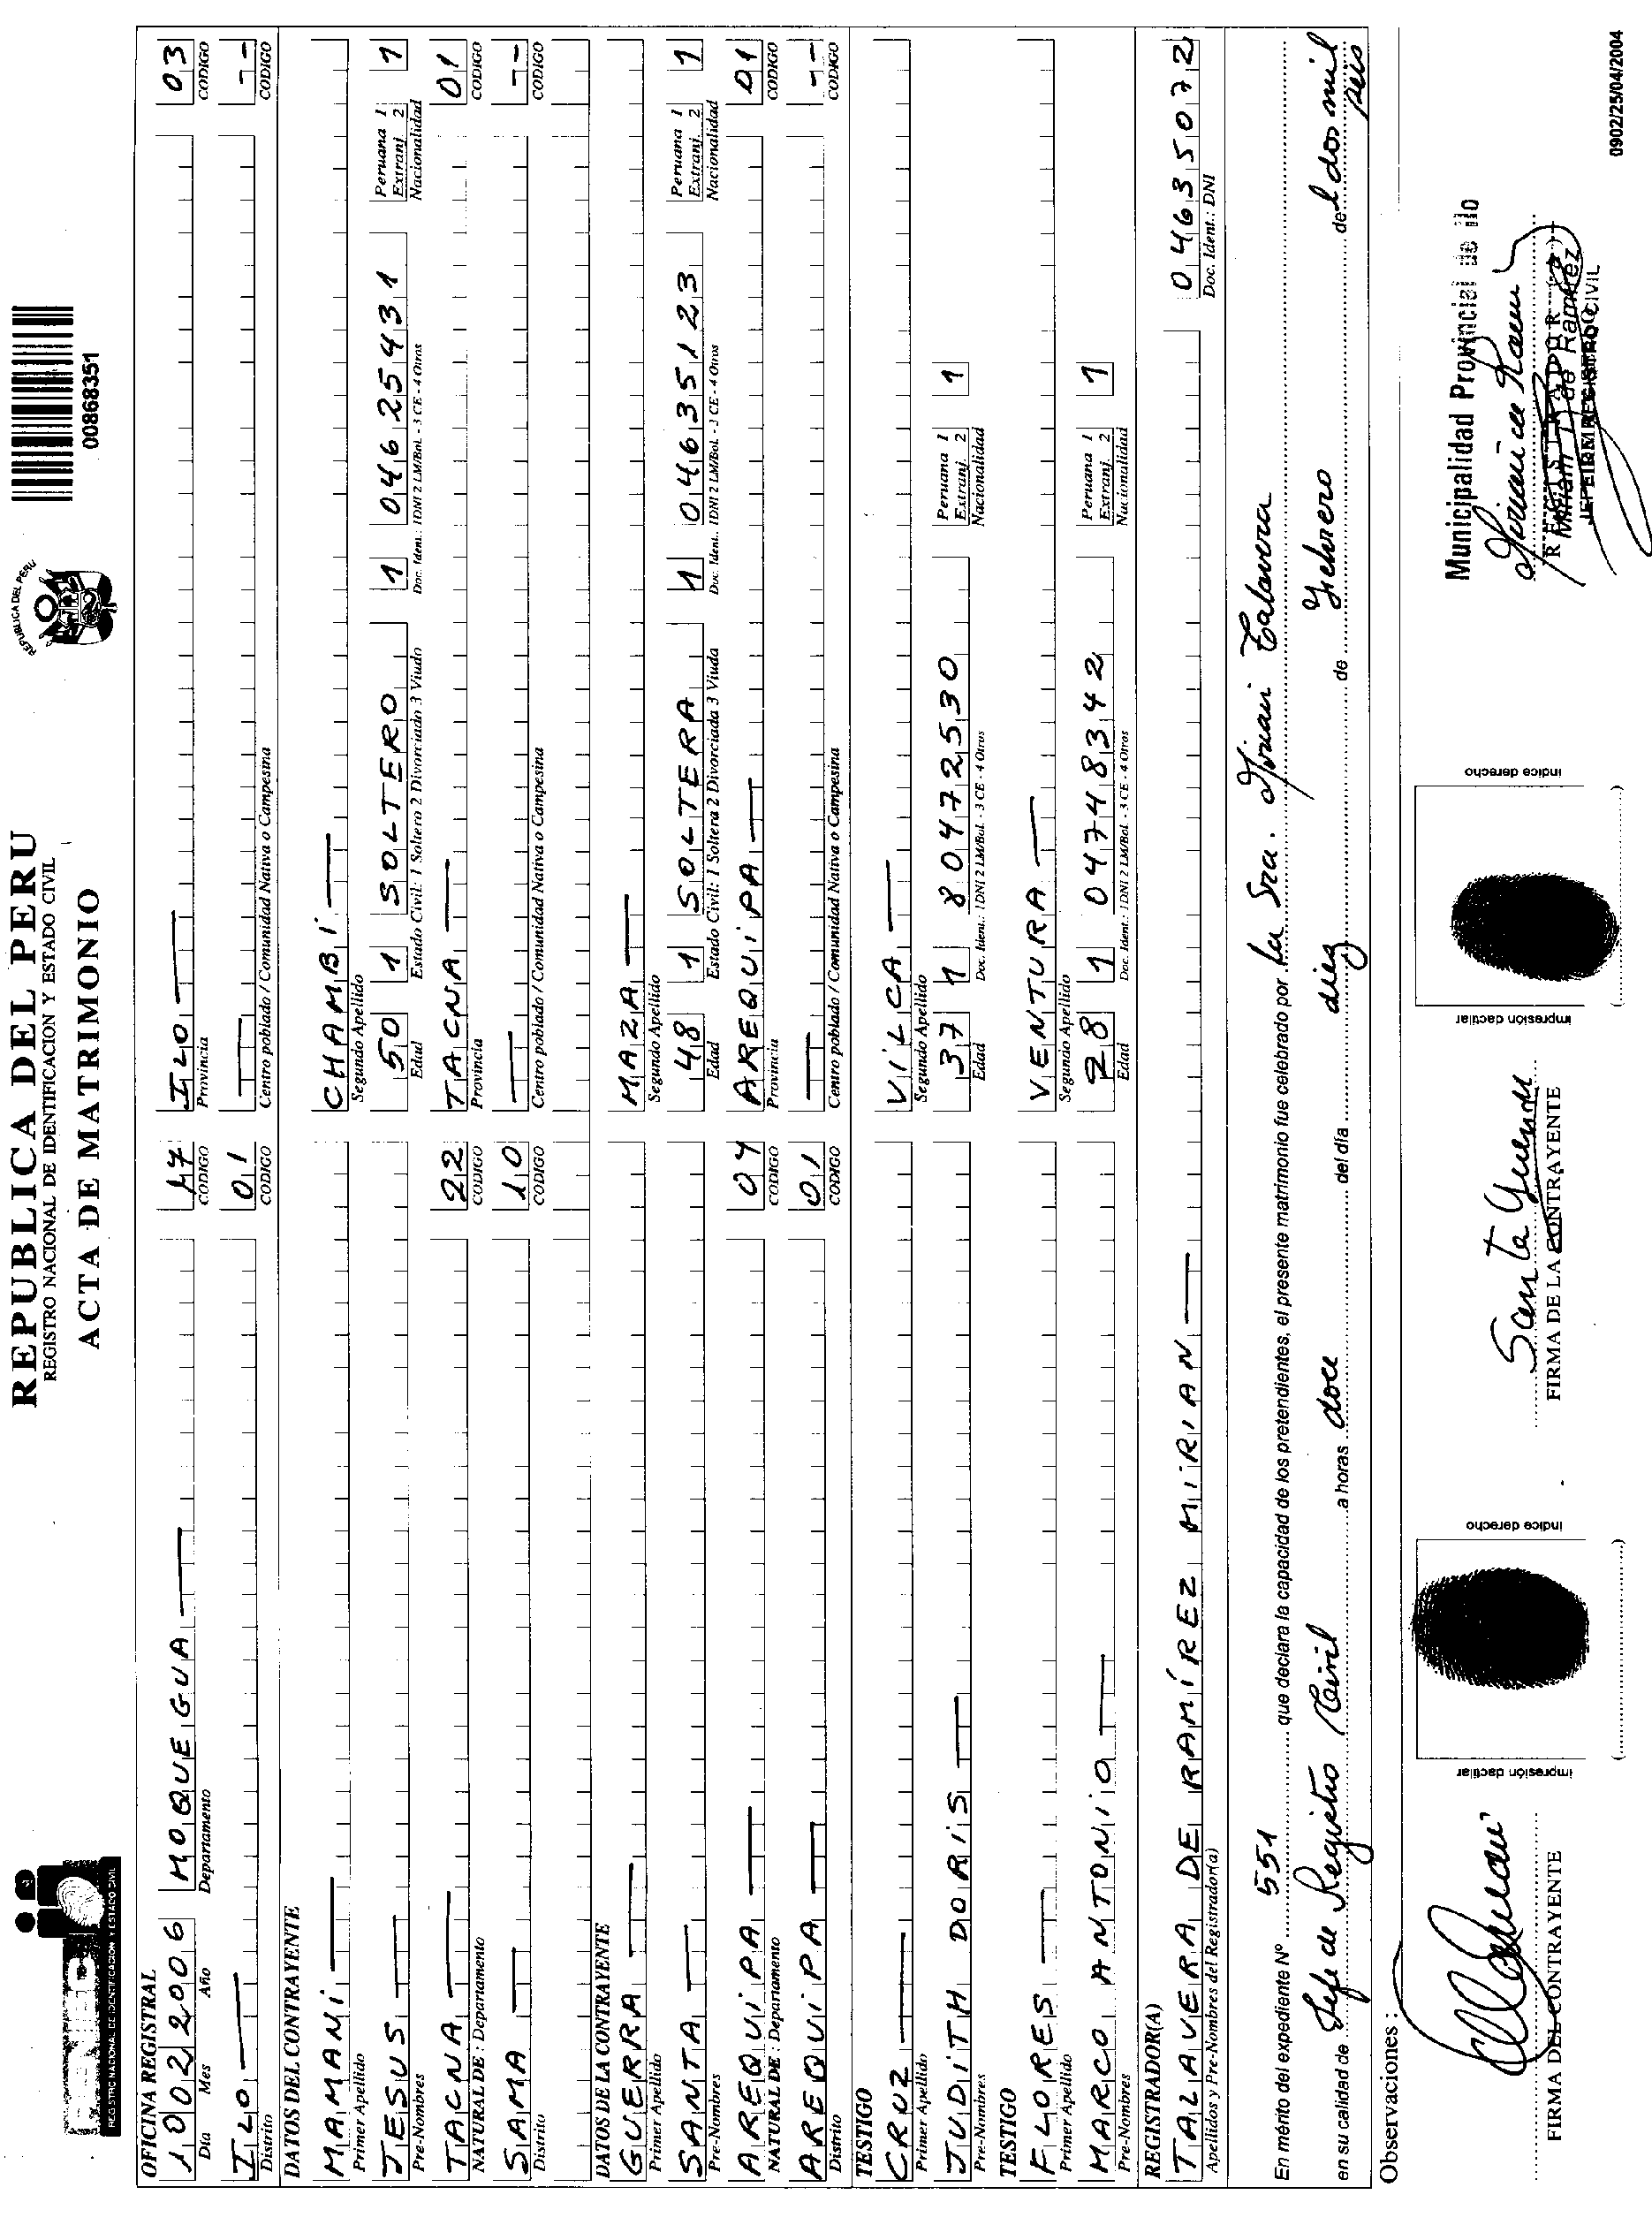 REPUBLICA DEL PERU
REGISTRO NACIONAL DE IDENTIFICACION Y ESTADO CIVIL
ACTA DE MATRIMONIO
REPUBLICA DEL PERU
00868351
REGISTRO NACIONAL DE IDENTIFICACION Y ESTADO CIVIL
OFICINA REGISTRAL
10 02 2006 MOQUEGUA 17 ILO 03
Día Mes Año Departamento CODIGO Provincia CODIGO
ILO 01 --
Distrito CODIGO Centro poblado / Comunidad Nativa o Campesina CODIGO
DATOS DEL CONTRAYENTE
MAMANI CHAMBI
Primer Apellido Segundo Apellido
JESUS 50 1 SOLTERO 1 04625431 Peruana 1 Extranj. 2 1
Pre-Nombres Edad Estado Civil: 1 Soltero 2 Divorciado 3 Viudo Doc. Ident.. 1DNI 2 LM/Bol. - 3 CE - 4 Otros Nacionalidad
TACNA 22 TACNA 01
NATURAL DE : Departamento CODIGO Provincia CODIGO
SAMA 10 --
Distrito CODIGO Centro poblado / Comunidad Nativa o Campesina CODIGO
DATOS DE LA CONTRAYENTE
GUERRA MAZA
Primer Apellido Segundo Apellido
SANTA 48 1 SOLTERA 1 04635123 Peruana 1 Extranj. 2 1
Pre-Nombres Edad Estado Civil: 1 Soltera 2 Divorciada 3 Viuda Doc. Ident.. 1DNI 2 LM/Bol. - 3 CE - 4 Otros Nacionalidad
AREQUIPA 04 AREQUIPA 01
NATURAL DE : Departamento CODIGO Provincia CODIGO
AREQUIPA 01 --
Distrito CODIGO Centro poblado / Comunidad Nativa o Campesina CODIGO
TESTIGO
CRUZ VILCA
Primer Apellido Segundo Apellido
JUDITH DORIS 37 1 80472530 Peruana 1 Extranj. 2 1
Pre-Nombres Edad Doc. Ident.: 1DNI 2 LM/Bol. - 3 CE - 4 Otros Nacionalidad
TESTIGO
FLORES VENTURA
Primer Apellido Segundo Apellido
MARCO ANTONIO 28 1 04748342 Peruana 1 Extranj. 2 1
Pre-Nombres Edad Doc. Ident.: 1DNI 2 LM/Bol. - 3 CE - 4 Otros Nacionalidad
REGISTRADOR(A)
TALAVERA DE RAMÍREZ MIRIAN 04635072
Apellidos y Pre-Nombres del Registrador(a) Doc. Ident.: DNI
En mérito del expediente Nº 551 que declara la capacidad de los pretendientes, el presente matrimonio fue celebrado por la Sra. Mirian Talavera
en su calidad de Jefe de Registro Civil a horas doce del día diez de Febrero del dos mil seis
Observaciones :
Municipalidad Provincial de Ilo
FIRMA DEL CONTRAYENTE
impresión dactilar
indice derecho
Santa
FIRMA DE LA CONTRAYENTE
impresión dactilar
indice derecho
REGISTRADOR
Miriam T. de Ramírez
0902/25/04/2004